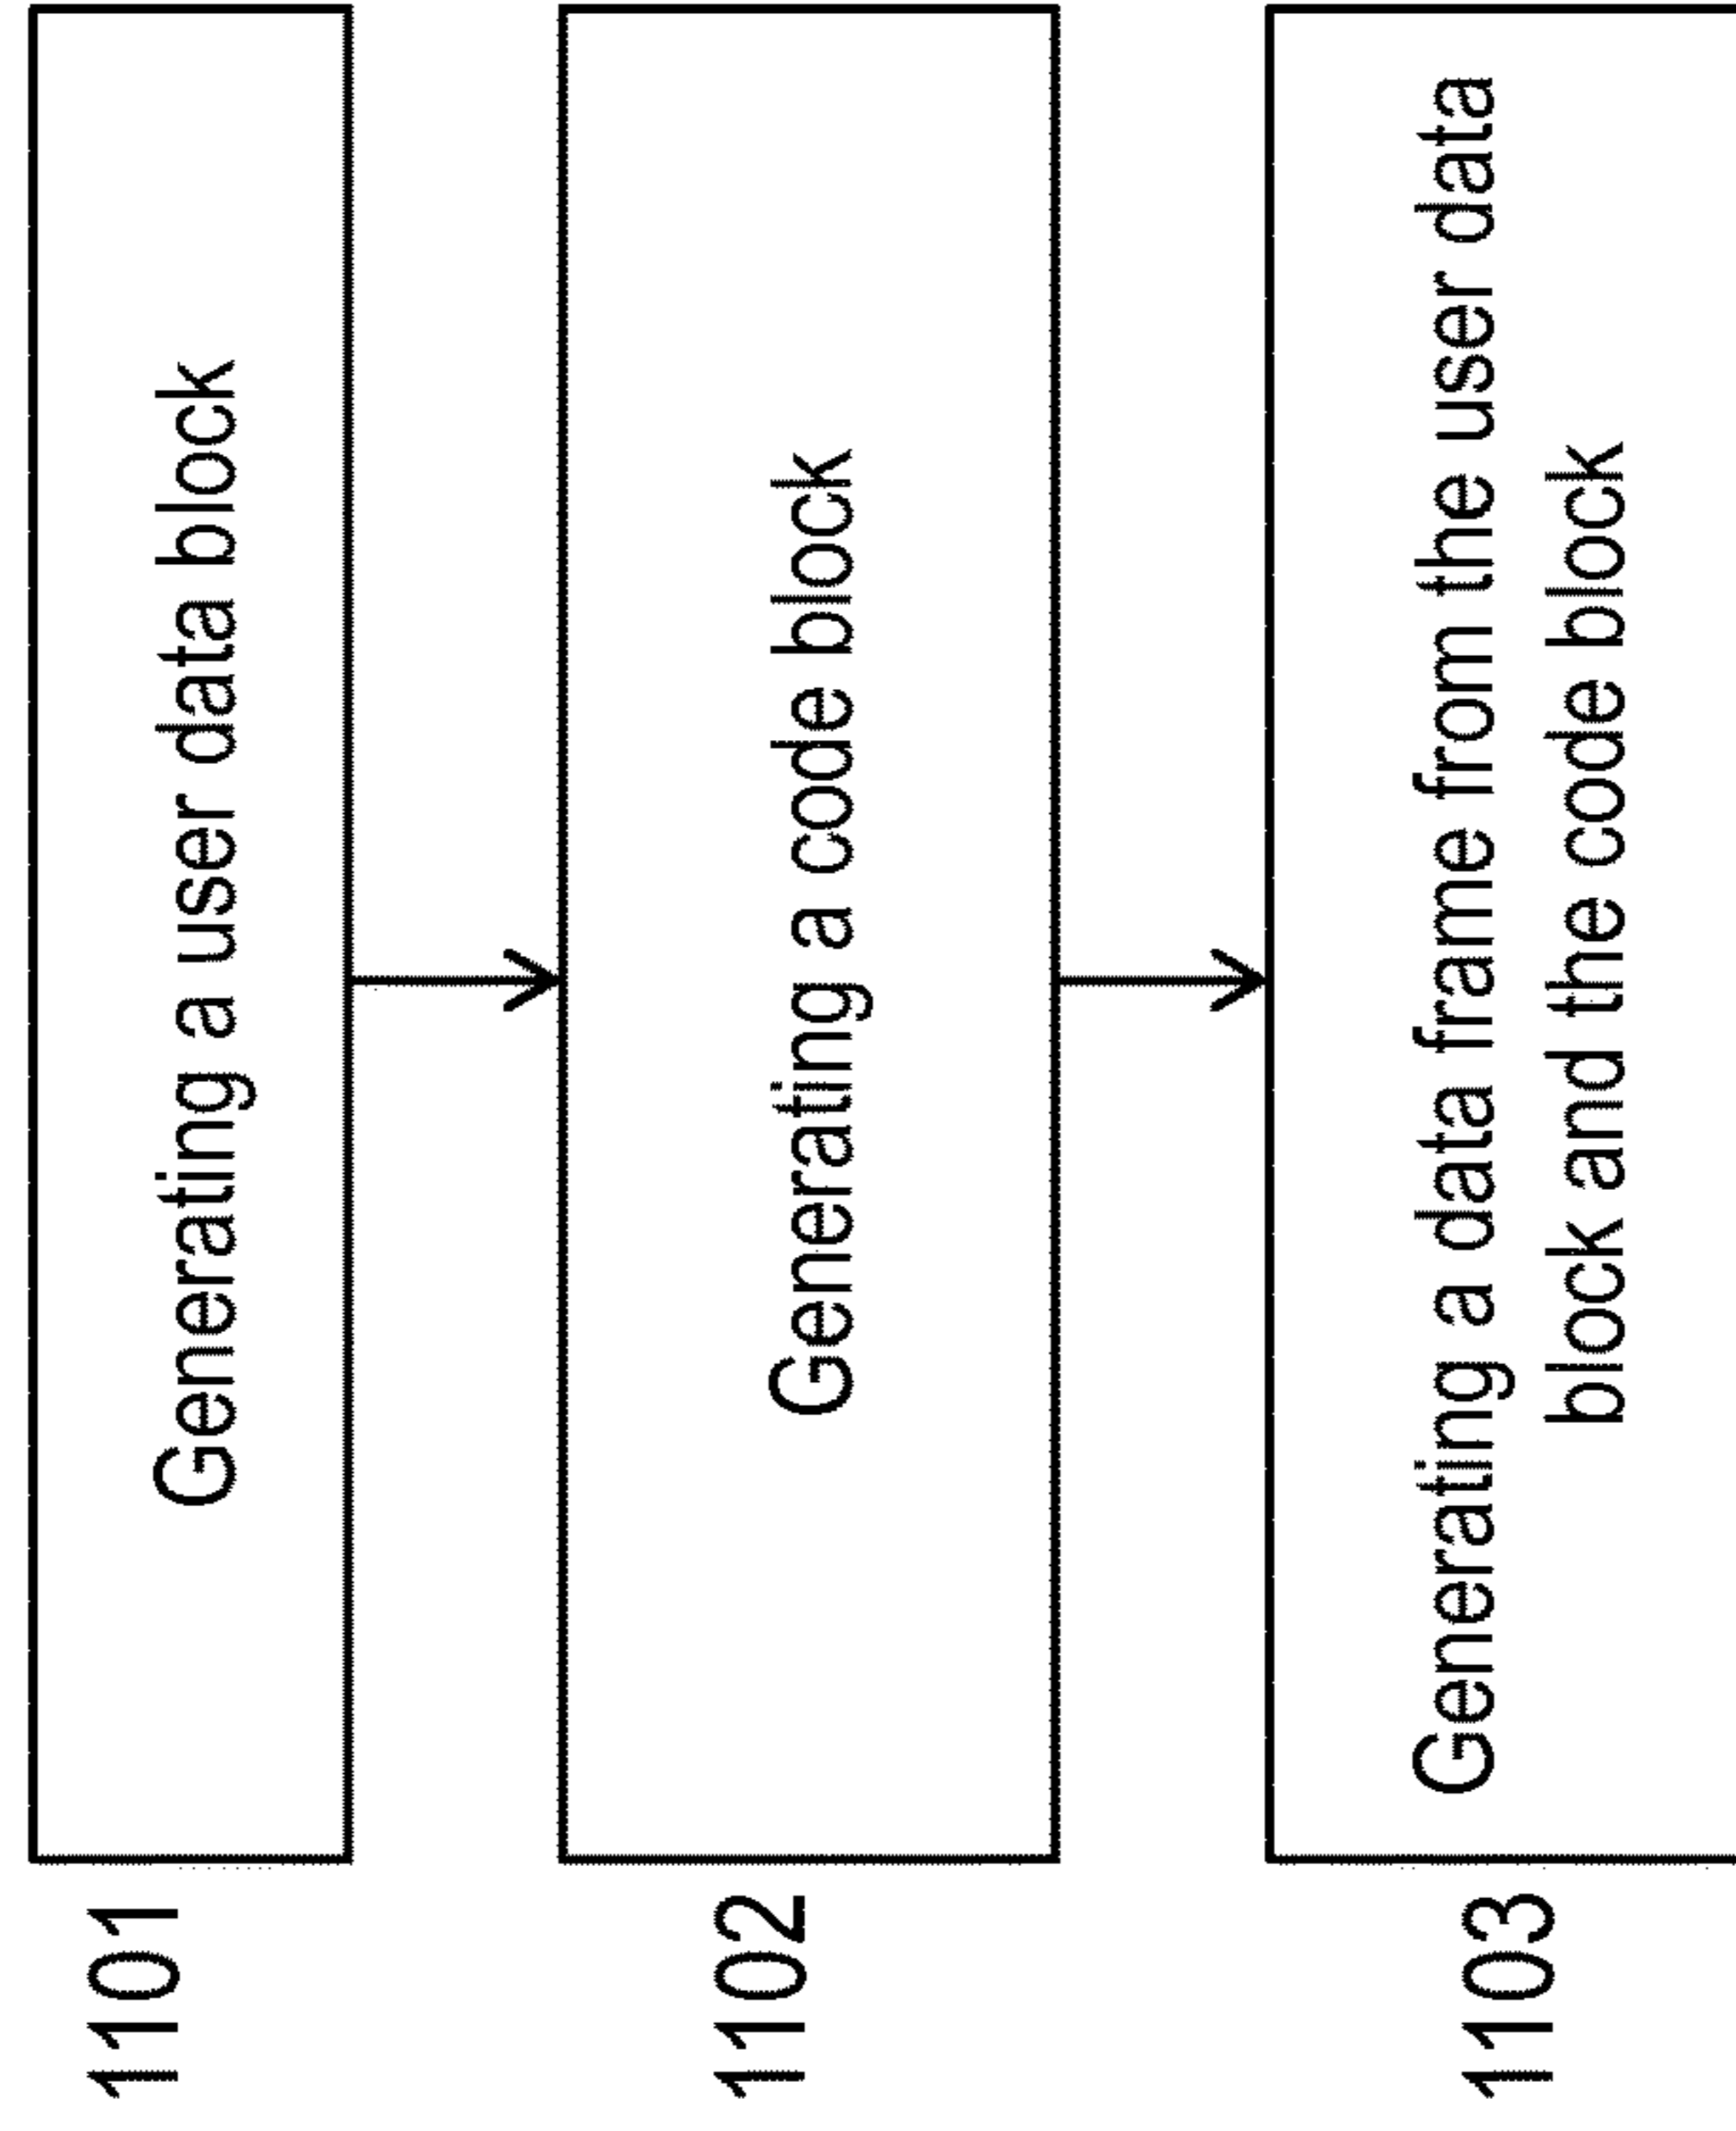 1101
Generating a user data block
1102
Generating a code block
1103
Generating a data frame from the user data
block and the code block